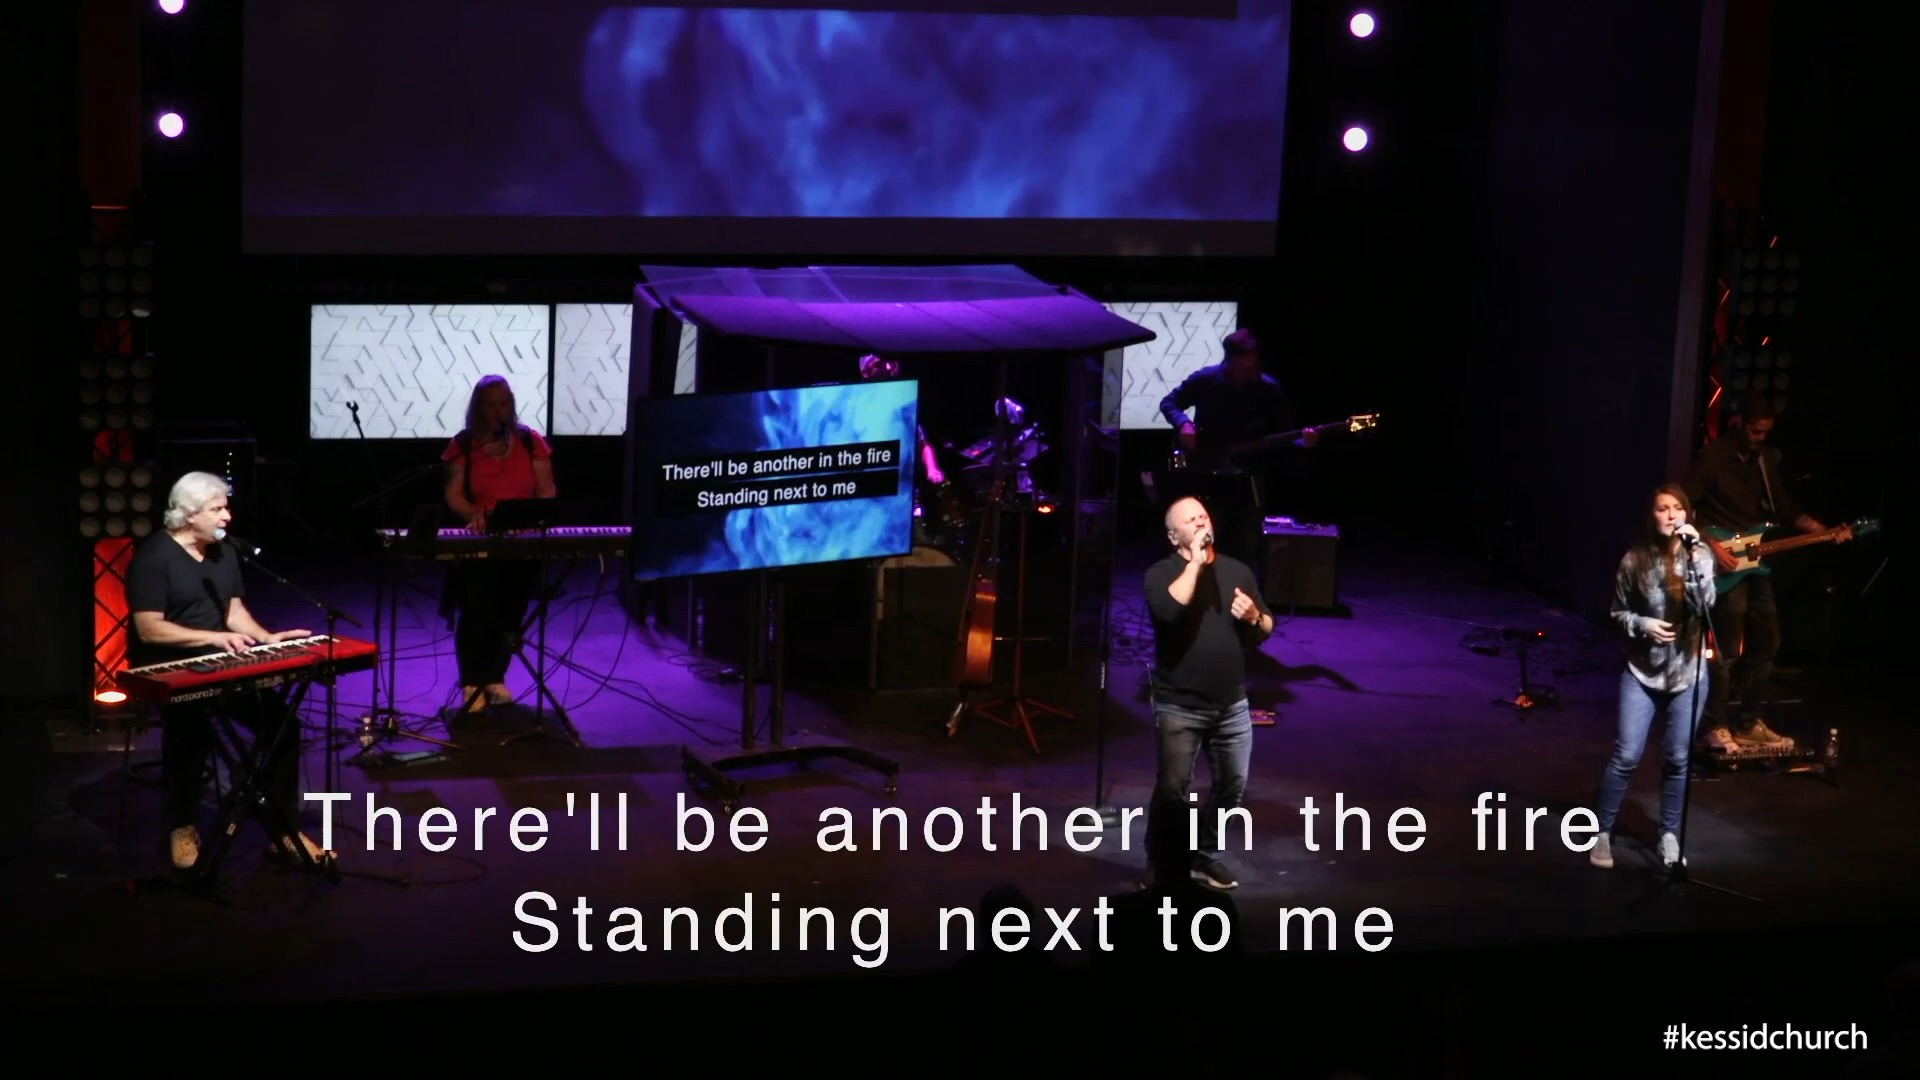 There'll be another in the fire
Standing next to me
nord piano 2
There'll be another in the fire
Standing next to me
#kessidchurch